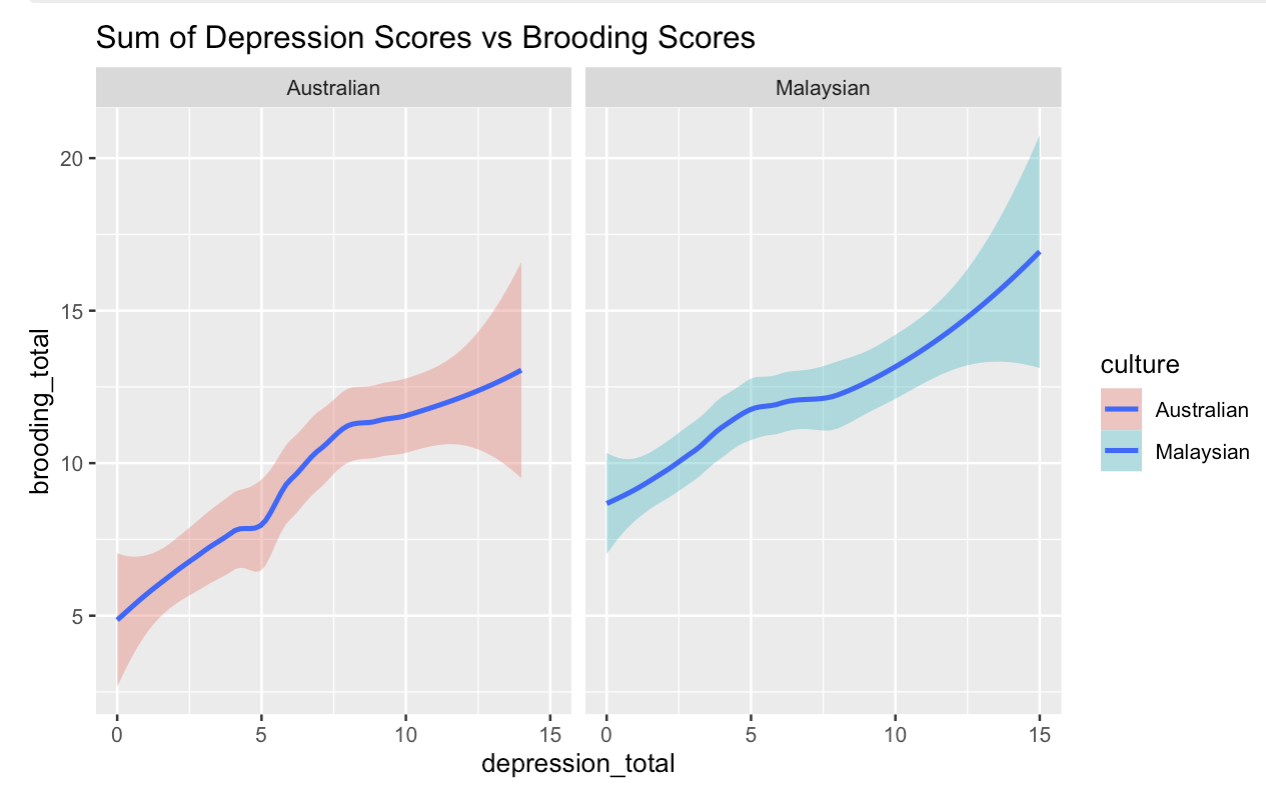 Sum of Depression Scores vs Brooding Scores
Australian
Malaysian
20
15
10
5
brooding_total
0
5
10
15
0
5
10
15
depression_total
culture
Australian
Malaysian